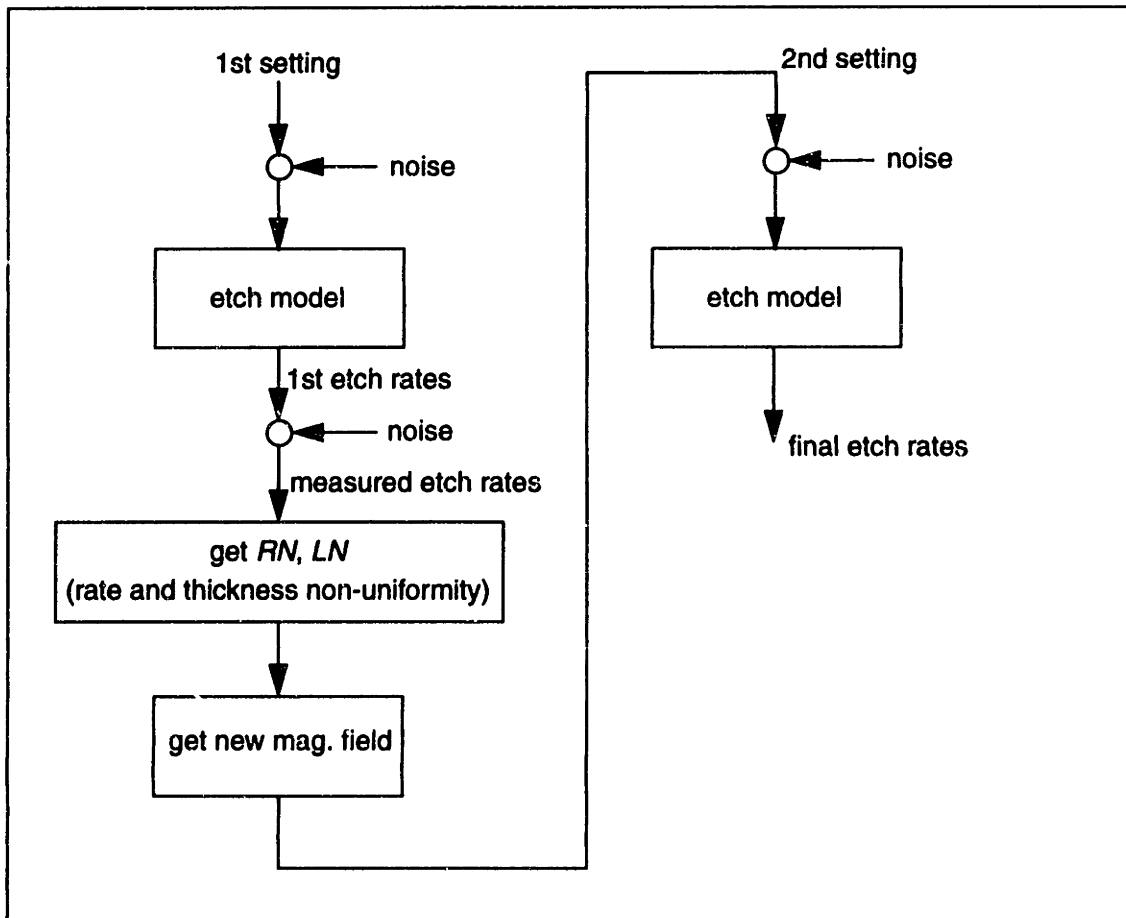 1st setting
noise
etch model
1st etch rates
noise
measured etch rates
get RN, LN
(rate and thickness non-uniformity)
get new mag. field
2nd setting
noise
etch model
final etch rates